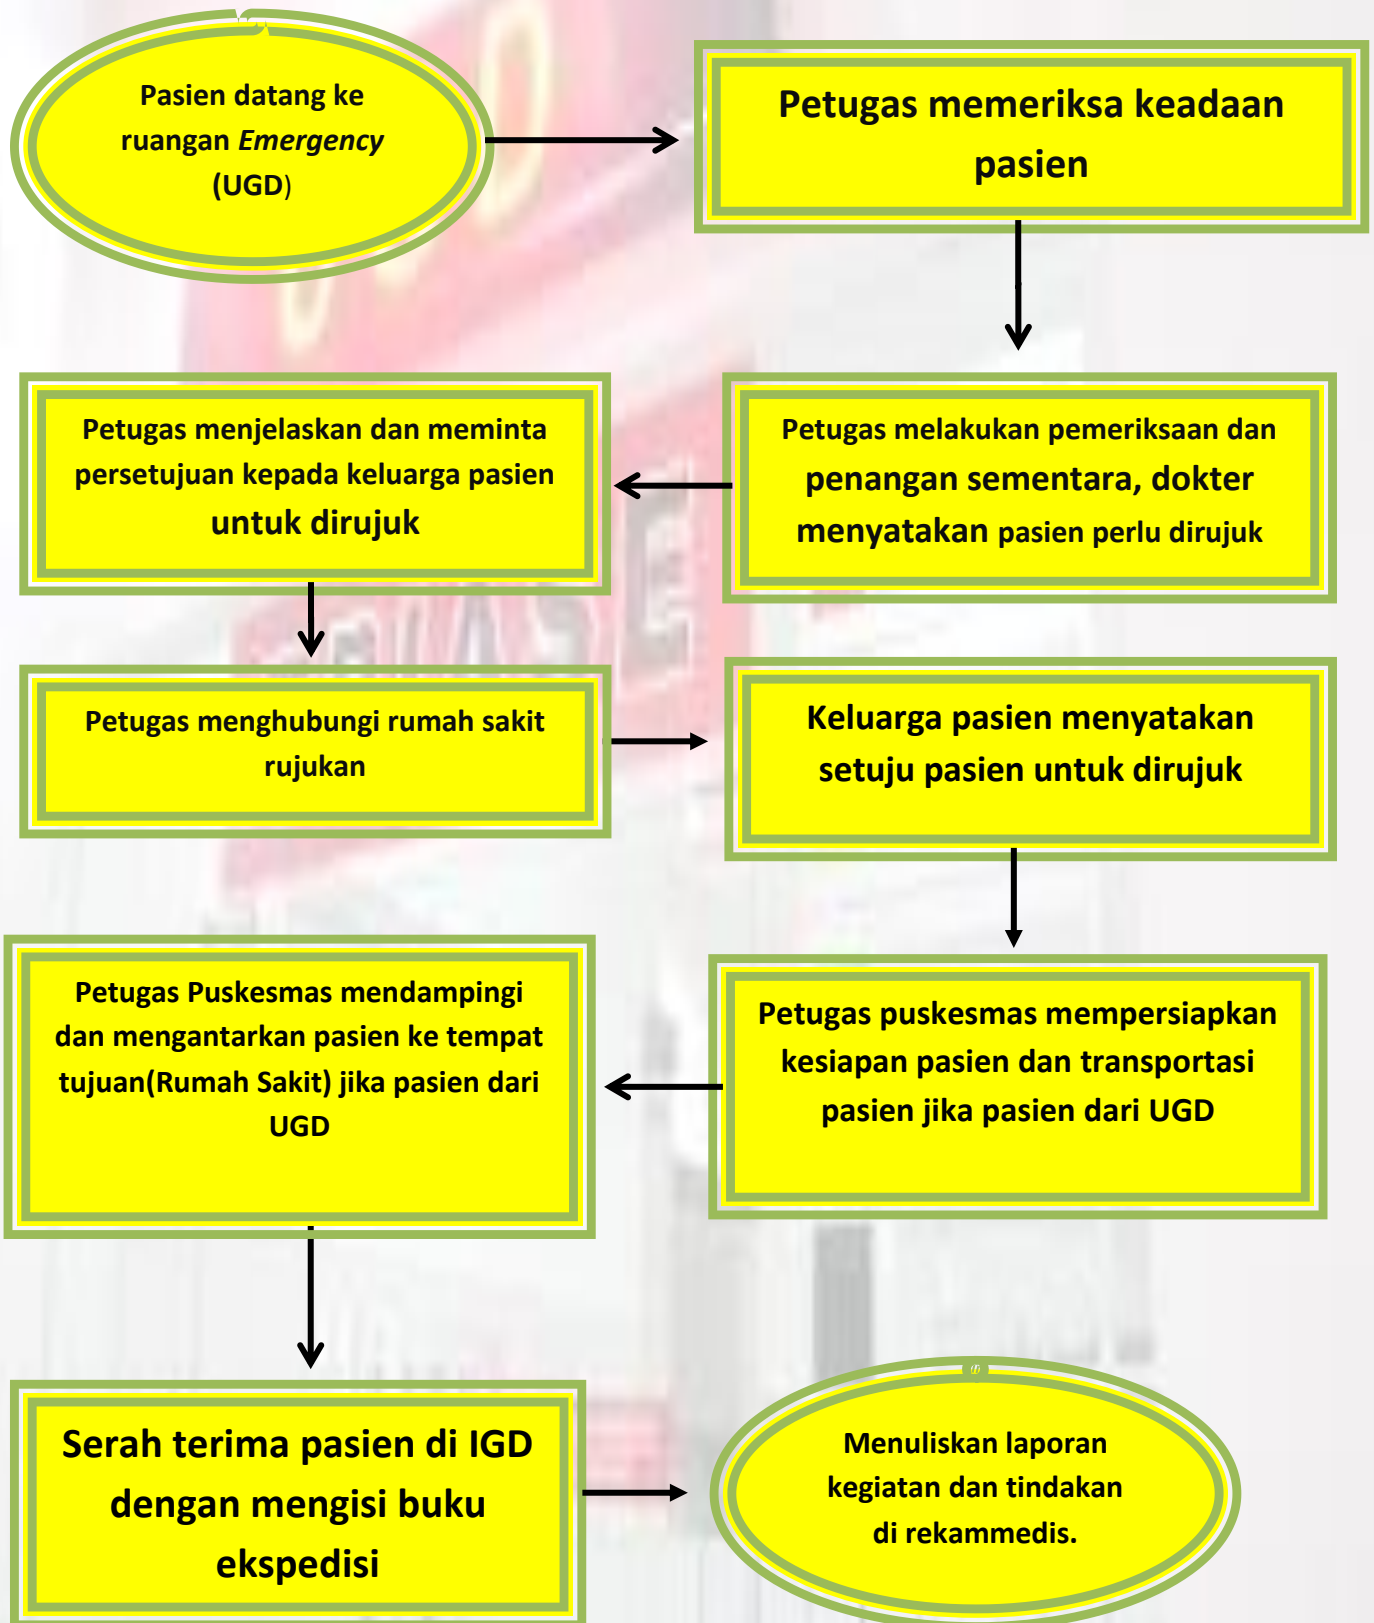 Pasien datang ke
ruangan Emergency
(UGD)
Petugas memeriksa keadaan
pasien
Petugas melakukan pemeriksaan dan
penangan sementara, dokter
menyatakan pasien perlu dirujuk
Petugas menjelaskan dan meminta
persetujuan kepada keluarga pasien
untuk dirujuk
Petugas menghubungi rumah sakit
rujukan
Keluarga pasien menyatakan
setuju pasien untuk dirujuk
Petugas puskesmas mempersiapkan
kesiapan pasien dan transportasi
pasien jika pasien dari UGD
Petugas Puskesmas mendampingi
dan mengantarkan pasien ke tempat
tujuan(Rumah Sakit) jika pasien dari
UGD
Serah terima pasien di IGD
dengan mengisi buku
ekspedisi
Menuliskan laporan
kegiatan dan tindakan
di rekammedis.